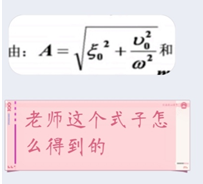 由: A = √(ξ₀² + υ₀²/ω²) 和
老师这个式子怎
么得到的